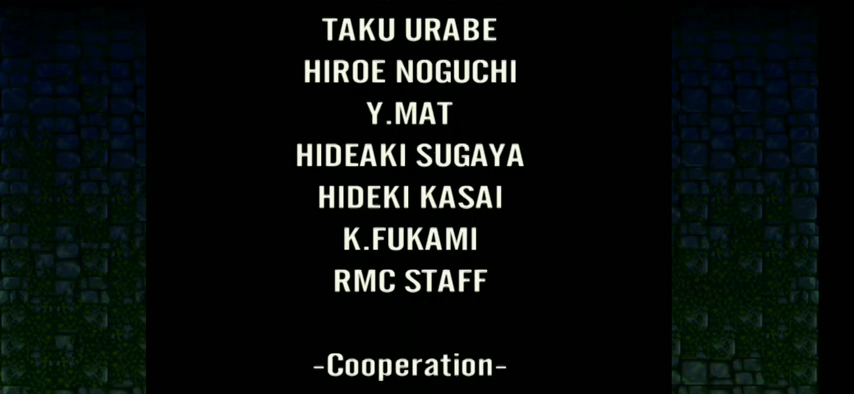 TAKU URABE
HIROE NOGUCHI
Y.MAT
HIDEAKI SUGAYA
HIDEKI KASAI
K.FUKAMI
RMC STAFF
-Cooperation-